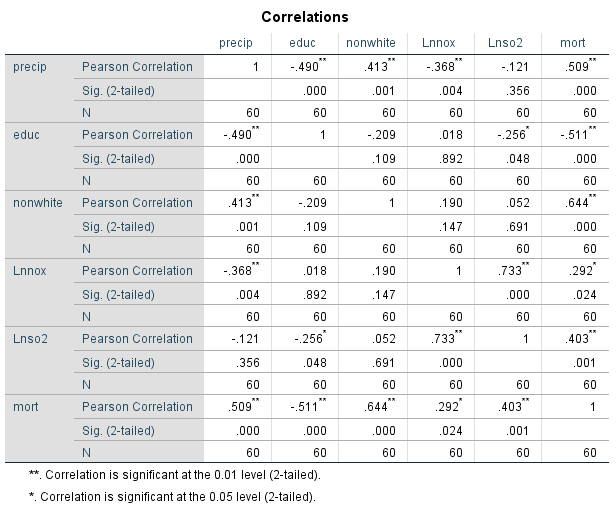 Correlations
precip educ nonwhite Lnnox Lnso2 mort
precip Pearson Correlation 1 -.490** .413** -.368** -.121 .509**
Sig. (2-tailed) .000 .001 .004 .356 .000
N 60 60 60 60 60 60
educ Pearson Correlation -.490** 1 -.209 .018 -.256* -.511**
Sig. (2-tailed) .000 .109 .892 .048 .000
N 60 60 60 60 60 60
nonwhite Pearson Correlation .413** -.209 1 .190 .052 .644**
Sig. (2-tailed) .001 .109 .147 .691 .000
N 60 60 60 60 60 60
Lnnox Pearson Correlation -.368** .018 .190 1 .733** .292*
Sig. (2-tailed) .004 .892 .147 .000 .024
N 60 60 60 60 60 60
Lnso2 Pearson Correlation -.121 -.256* .052 .733** 1 .403**
Sig. (2-tailed) .356 .048 .691 .000 .001
N 60 60 60 60 60 60
mort Pearson Correlation .509** -.511** .644** .292* .403** 1
Sig. (2-tailed) .000 .000 .000 .024 .001
N 60 60 60 60 60 60
**. Correlation is significant at the 0.01 level (2-tailed).
*. Correlation is significant at the 0.05 level (2-tailed).